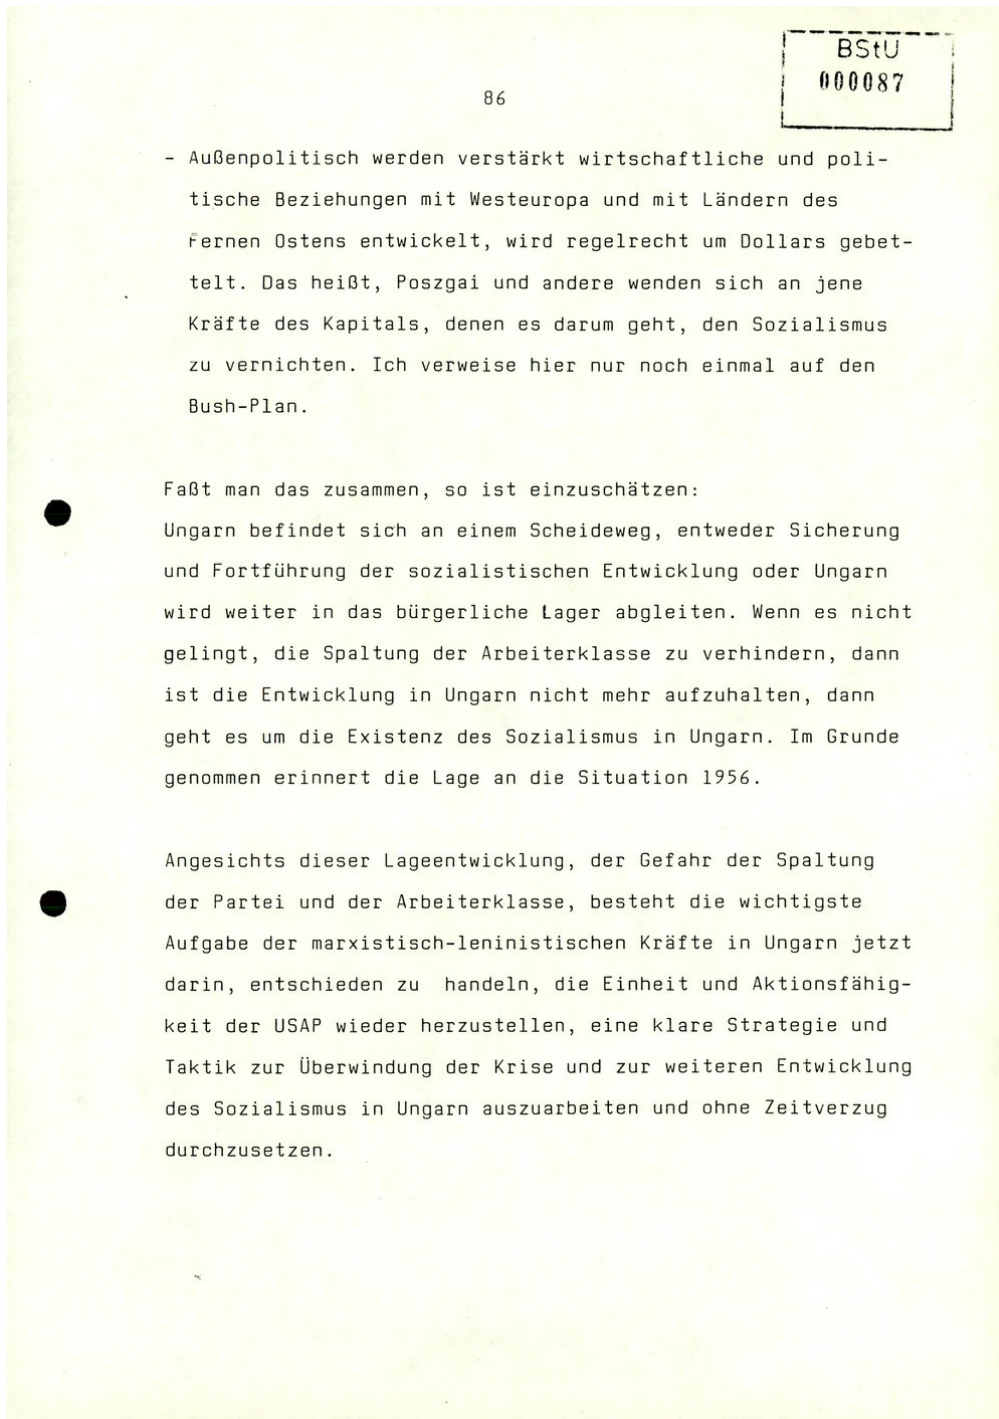 BStU
000087
86
- Außenpolitisch werden verstärkt wirtschaftliche und poli-
tische Beziehungen mit Westeuropa und mit Ländern des
Fernen Ostens entwickelt, wird regelrecht um Dollars gebet-
telt. Das heißt, Poszgai und andere wenden sich an jene
Kräfte des Kapitals, denen es darum geht, den Sozialismus
zu vernichten. Ich verweise hier nur noch einmal auf den
Bush-Plan.
Faßt man das zusammen, so ist einzuschätzen:
Ungarn befindet sich an einem Scheideweg, entweder Sicherung
und Fortführung der sozialistischen Entwicklung oder Ungarn
wird weiter in das bürgerliche Lager abgleiten. Wenn es nicht
gelingt, die Spaltung der Arbeiterklasse zu verhindern, dann
ist die Entwicklung in Ungarn nicht mehr aufzuhalten, dann
geht es um die Existenz des Sozialismus in Ungarn. Im Grunde
genommen erinnert die Lage an die Situation 1956.
Angesichts dieser Lageentwicklung, der Gefahr der Spaltung
der Partei und der Arbeiterklasse, besteht die wichtigste
Aufgabe der marxistisch-leninistischen Kräfte in Ungarn jetzt
darin, entschieden zu handeln, die Einheit und Aktionsfähig-
keit der USAP wieder herzustellen, eine klare Strategie und
Taktik zur Überwindung der Krise und zur weiteren Entwicklung
des Sozialismus in Ungarn auszuarbeiten und ohne Zeitverzug
durchzusetzen.